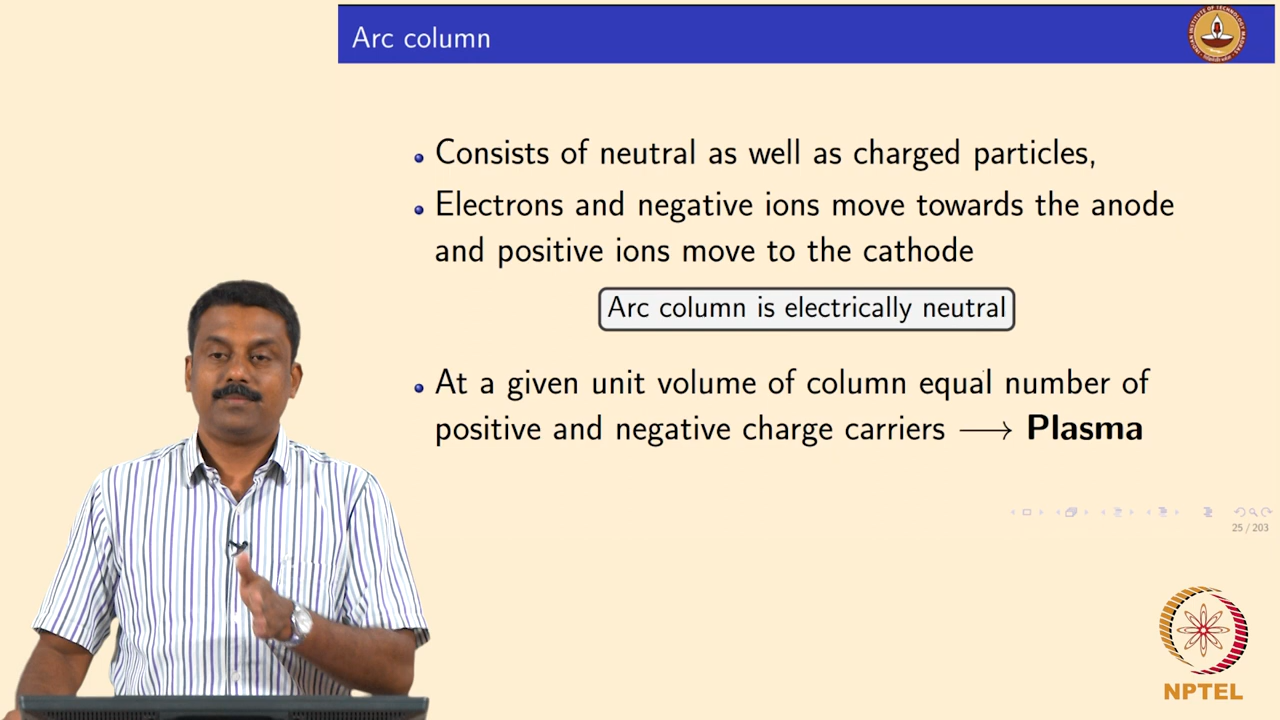 Arc column
Consists of neutral as well as charged particles,
Electrons and negative ions move towards the anode
and positive ions move to the cathode
Arc column is electrically neutral
At a given unit volume of column equal number of
positive and negative charge carriers ⟶ Plasma
25 / 203
NPTEL